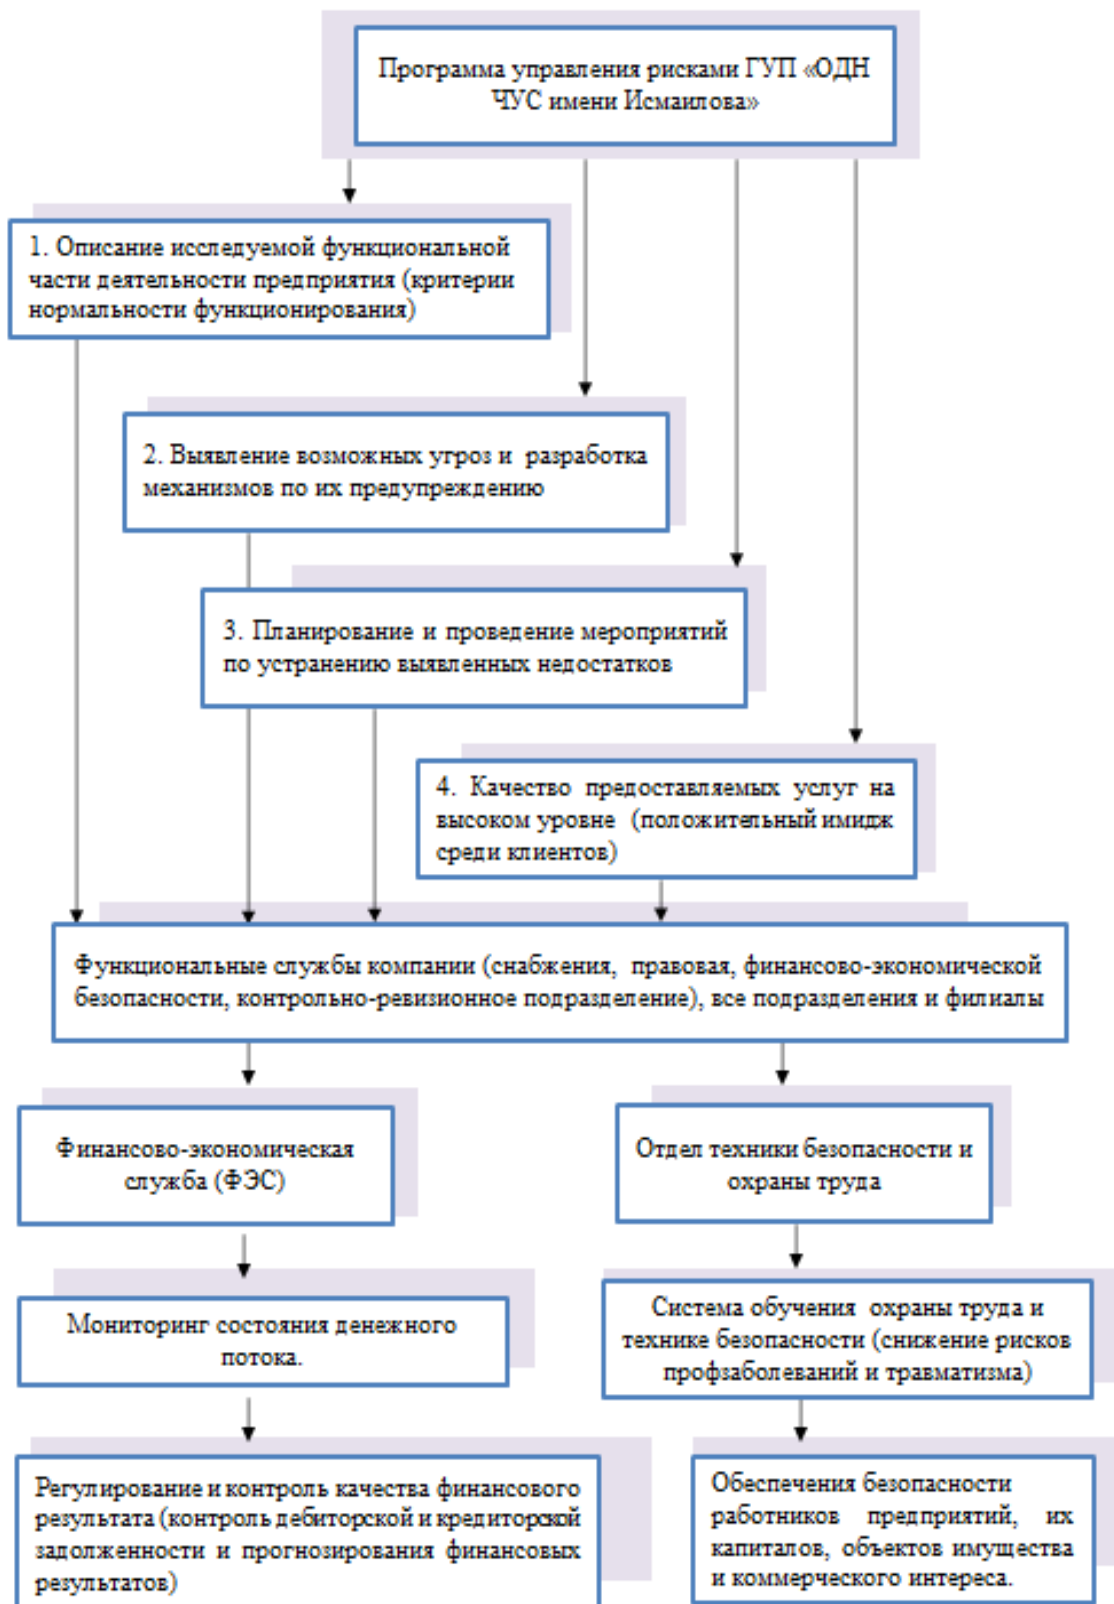 Программа управления рисками ГУП «ОДН
ЧУС имени Исмаилова»
1. Описание исследуемой функциональной
части деятельности предприятия (критерии
нормальности функционирования)
2. Выявление возможных угроз и разработка
механизмов по их предупреждению
3. Планирование и проведение мероприятий
по устранению выявленных недостатков
4. Качество предоставляемых услуг на
высоком уровне (положительный имидж
среди клиентов)
Функциональные службы компании (снабжения, правовая, финансово-экономической
безопасности, контрольно-ревизионное подразделение), все подразделения и филиалы
Финансово-экономическая
служба (ФЭС)
Отдел техники безопасности и
охраны труда
Мониторинг состояния денежного
потока.
Система обучения охраны труда и
технике безопасности (снижение рисков
профзаболеваний и травматизма)
Регулирование и контроль качества финансового
результата (контроль дебиторской и кредиторской
задолженности и прогнозирования финансовых
результатов)
Обеспечения безопасности
работников предприятий, их
капиталов, объектов имущества
и коммерческого интереса.